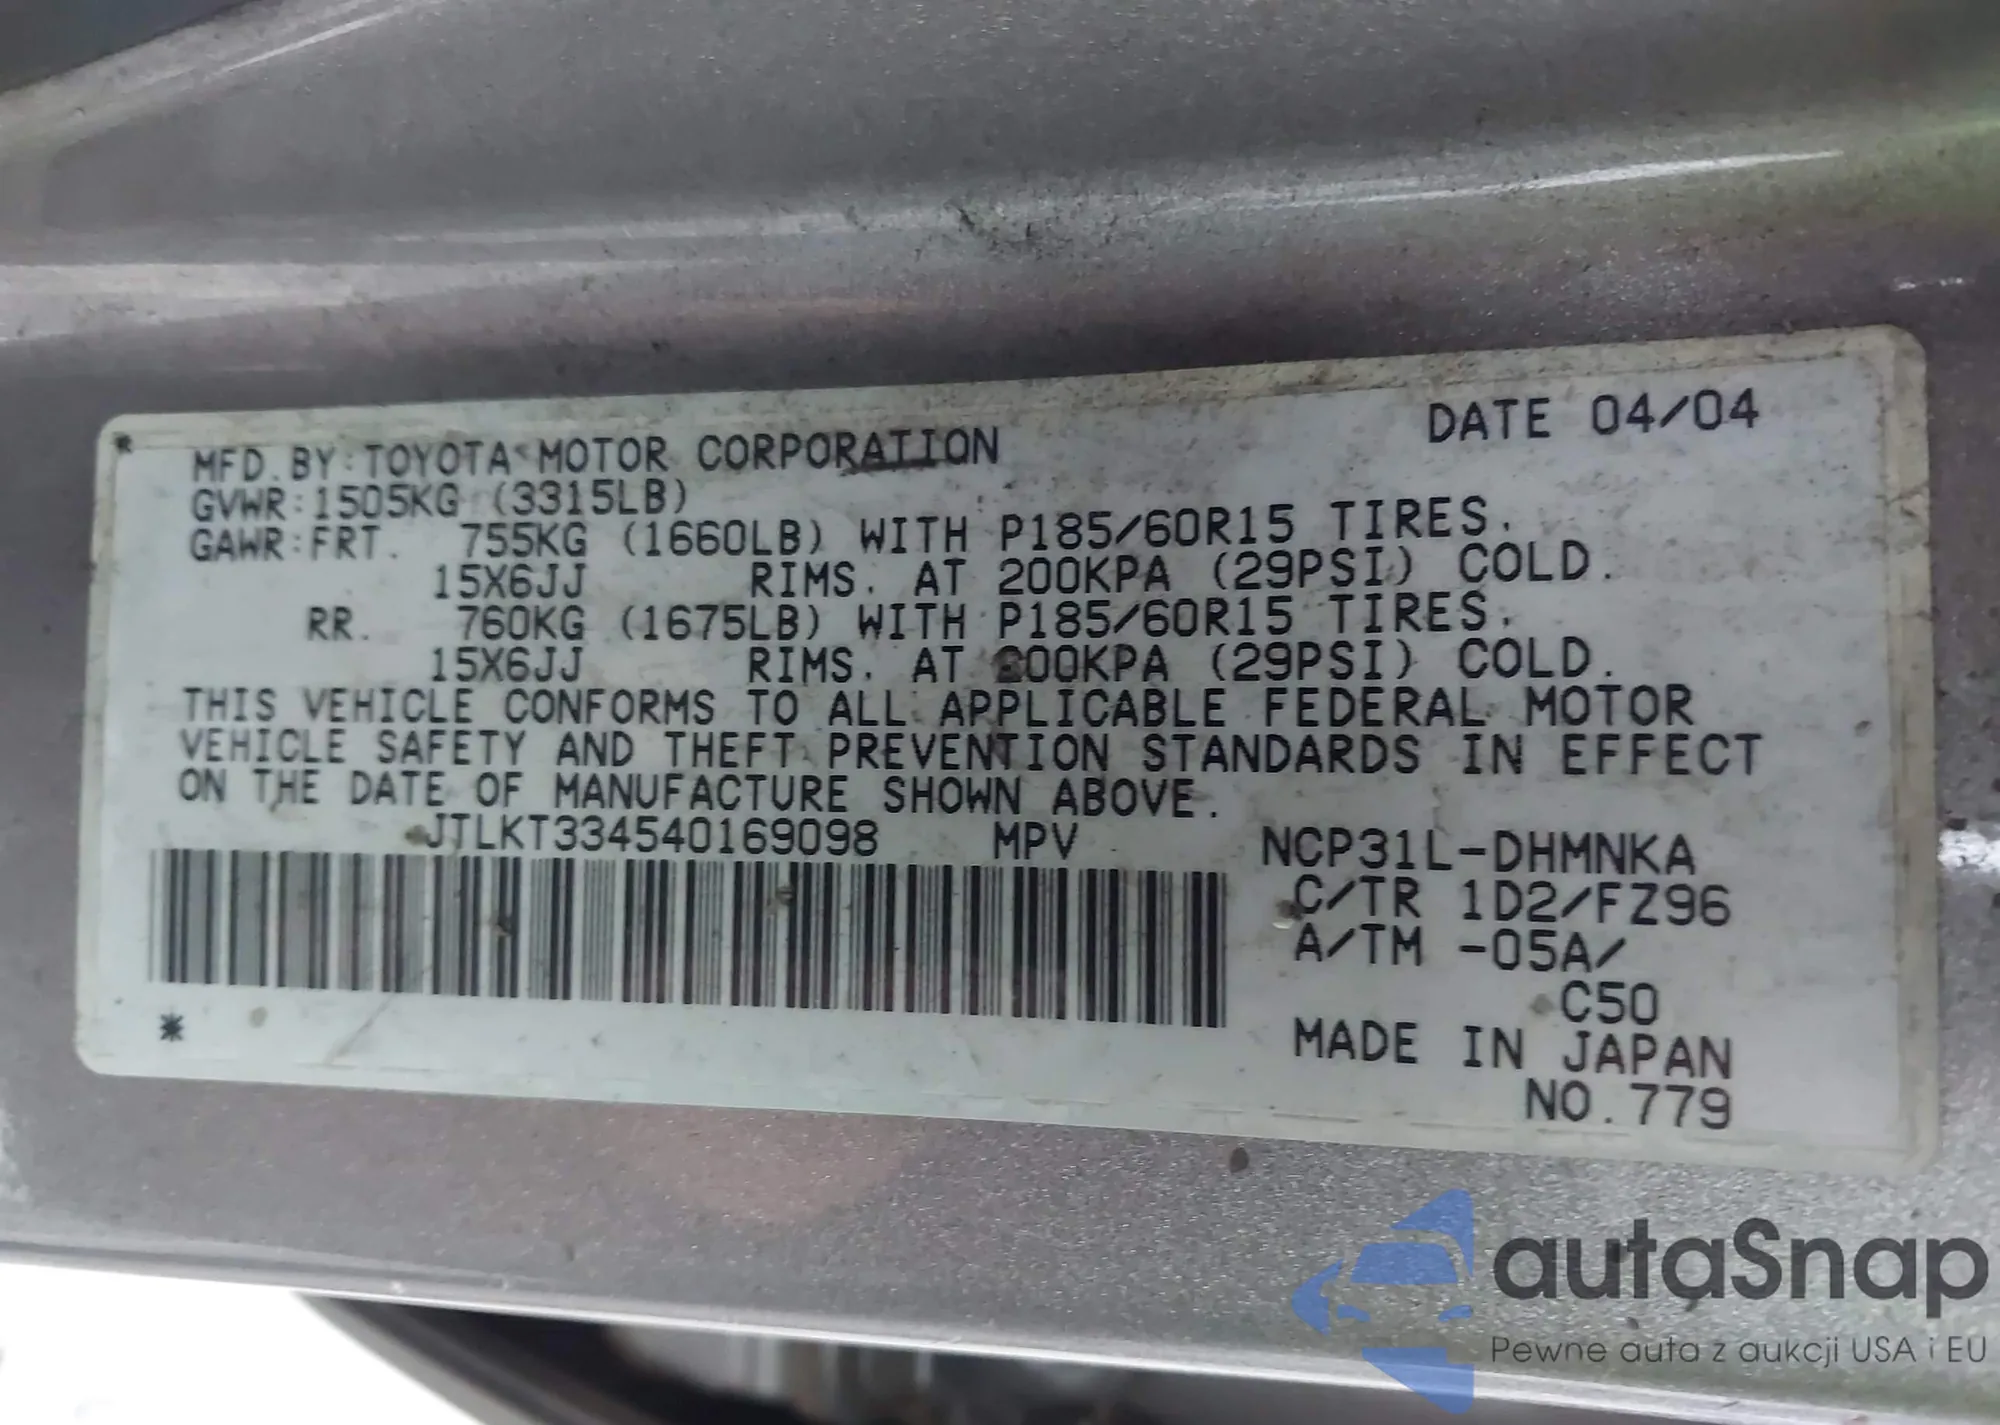 * MFD. BY: TOYOTA MOTOR CORPORATION DATE 04/04
GVWR: 1505KG (3315LB)
GAWR: FRT. 755KG (1660LB) WITH P185/60R15 TIRES.
15X6JJ RIMS. AT 200KPA (29PSI) COLD.
RR. 760KG (1675LB) WITH P185/60R15 TIRES.
15X6JJ RIMS. AT 200KPA (29PSI) COLD.
THIS VEHICLE CONFORMS TO ALL APPLICABLE FEDERAL MOTOR
VEHICLE SAFETY AND THEFT PREVENTION STANDARDS IN EFFECT
ON THE DATE OF MANUFACTURE SHOWN ABOVE.
JTLKT334540169098 MPV NCP31L-DHMNKA
C/TR 1D2/FZ96
A/TM -05A/
C50
* MADE IN JAPAN
NO. 779
autaSnap
Pewne auta z aukcji USA i EU